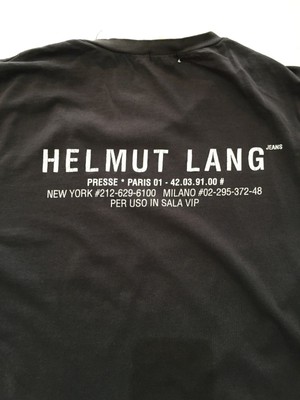 HELMUT LANG JEANS
PRESSE * PARIS 01 - 42.03.91.00 #
NEW YORK #212-629-6100 MILANO #02-295-372-48
PER USO IN SALA VIP